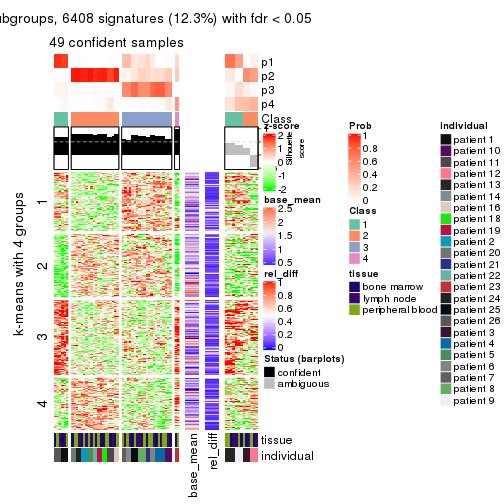 ubgroups, 6408 signatures (12.3%) with fdr < 0.05
49 confident samples
p1
p2
p3
p4
Class
Silhouette
score
k-means with 4 groups
1
2
3
4
tissue
individual
base_mean
rel_diff
z-score
2
1
0
-1
-2
base_mean
2.5
2
1.5
1
0.5
rel_diff
1
0.8
0.6
0.4
0.2
0
Status (barplots)
confident
ambiguous
Prob
1
0.8
0.6
0.4
0.2
0
Class
1
2
3
4
tissue
bone marrow
lymph node
peripheral blood
individual
patient 1
patient 10
patient 11
patient 12
patient 13
patient 14
patient 16
patient 18
patient 19
patient 2
patient 20
patient 21
patient 22
patient 23
patient 24
patient 25
patient 26
patient 3
patient 4
patient 5
patient 6
patient 7
patient 8
patient 9